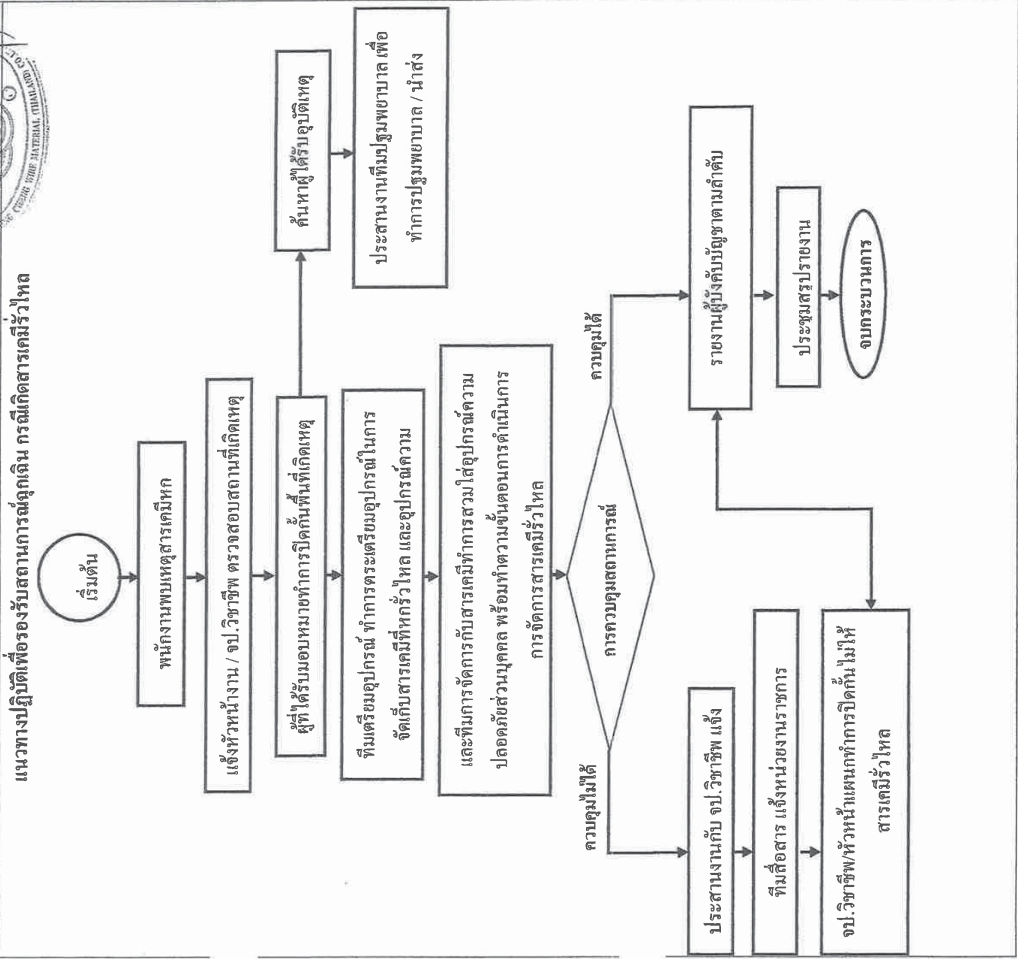 แนวทางปฏิบัติเพื่อรองรับสถานการณ์ฉุกเฉิน กรณีเกิดสารเคมีรั่วไหล
เริ่มต้น
พนักงานพบเหตุสารเคมีหก
แจ้งหัวหน้างาน / จป.วิชาชีพ ตรวจสอบสถานที่เกิดเหตุ
ผู้ที่ได้รับมอบหมายทำการปิดกั้นพื้นที่เกิดเหตุ
ค้นหาผู้ได้รับอุบัติเหตุ
ประสานงานทีมปฐมพยาบาล เพื่อ
ทำการปฐมพยาบาล / นำส่ง
ทีมเตรียมอุปกรณ์ ทำการตระเตรียมอุปกรณ์ในการ
จัดเก็บสารเคมีที่หกรั่วไหล และอุปกรณ์ความ
และทีมการจัดการกับสารเคมีทำการสวมใส่อุปกรณ์ความ
ปลอดภัยส่วนบุคคล พร้อมทำตวามขั้นตอนการดำเนินการ
การจัดการสารเคมีรั่วไหล
การควบคุมสถานการณ์
ควบคุมไม่ได้
ควบคุมได้
ประสานงานกับ จป.วิชาชีพ แจ้ง
ทีมสื่อสาร แจ้งหน่วยงานราชการ
จป.วิชาชีพ/หัวหน้าแผนกทำการปิดกั้นไม่ให้
สารเคมีรั่วไหล
รายงานผู้บังคับบัญชาตามลำดับ
ประชุมสรุปรายงาน
จบกระบวนการ
CHENG WIRE MATERIAL (THAILAND) CO.,